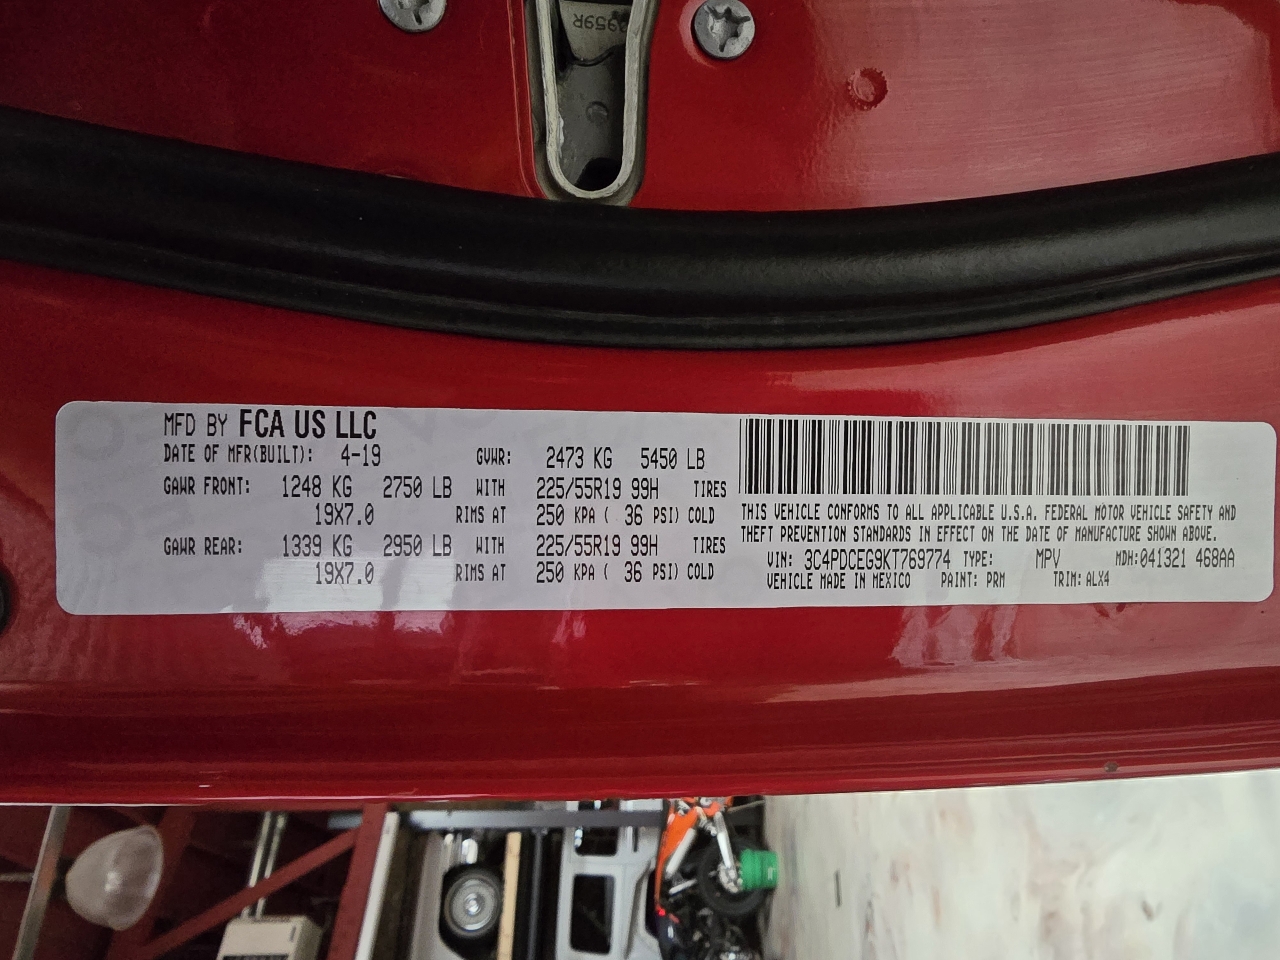 3959R
MFD BY FCA US LLC
DATE OF MFR(BUILT): 4-19 GVWR: 2473 KG 5450 LB
GAWR FRONT: 1248 KG 2750 LB WITH 225/55R19 99H TIRES
19X7.0 RIMS AT 250 KPA ( 36 PSI) COLD
GAWR REAR: 1339 KG 2950 LB WITH 225/55R19 99H TIRES
19X7.0 RIMS AT 250 KPA ( 36 PSI) COLD
THIS VEHICLE CONFORMS TO ALL APPLICABLE U.S.A. FEDERAL MOTOR VEHICLE SAFETY AND
THEFT PREVENTION STANDARDS IN EFFECT ON THE DATE OF MANUFACTURE SHOWN ABOVE.
VIN: 3C4PDCEG9KT769774 TYPE: MPV MDH:041321 468AA
VEHICLE MADE IN MEXICO PAINT: PRM TRIM: ALX4